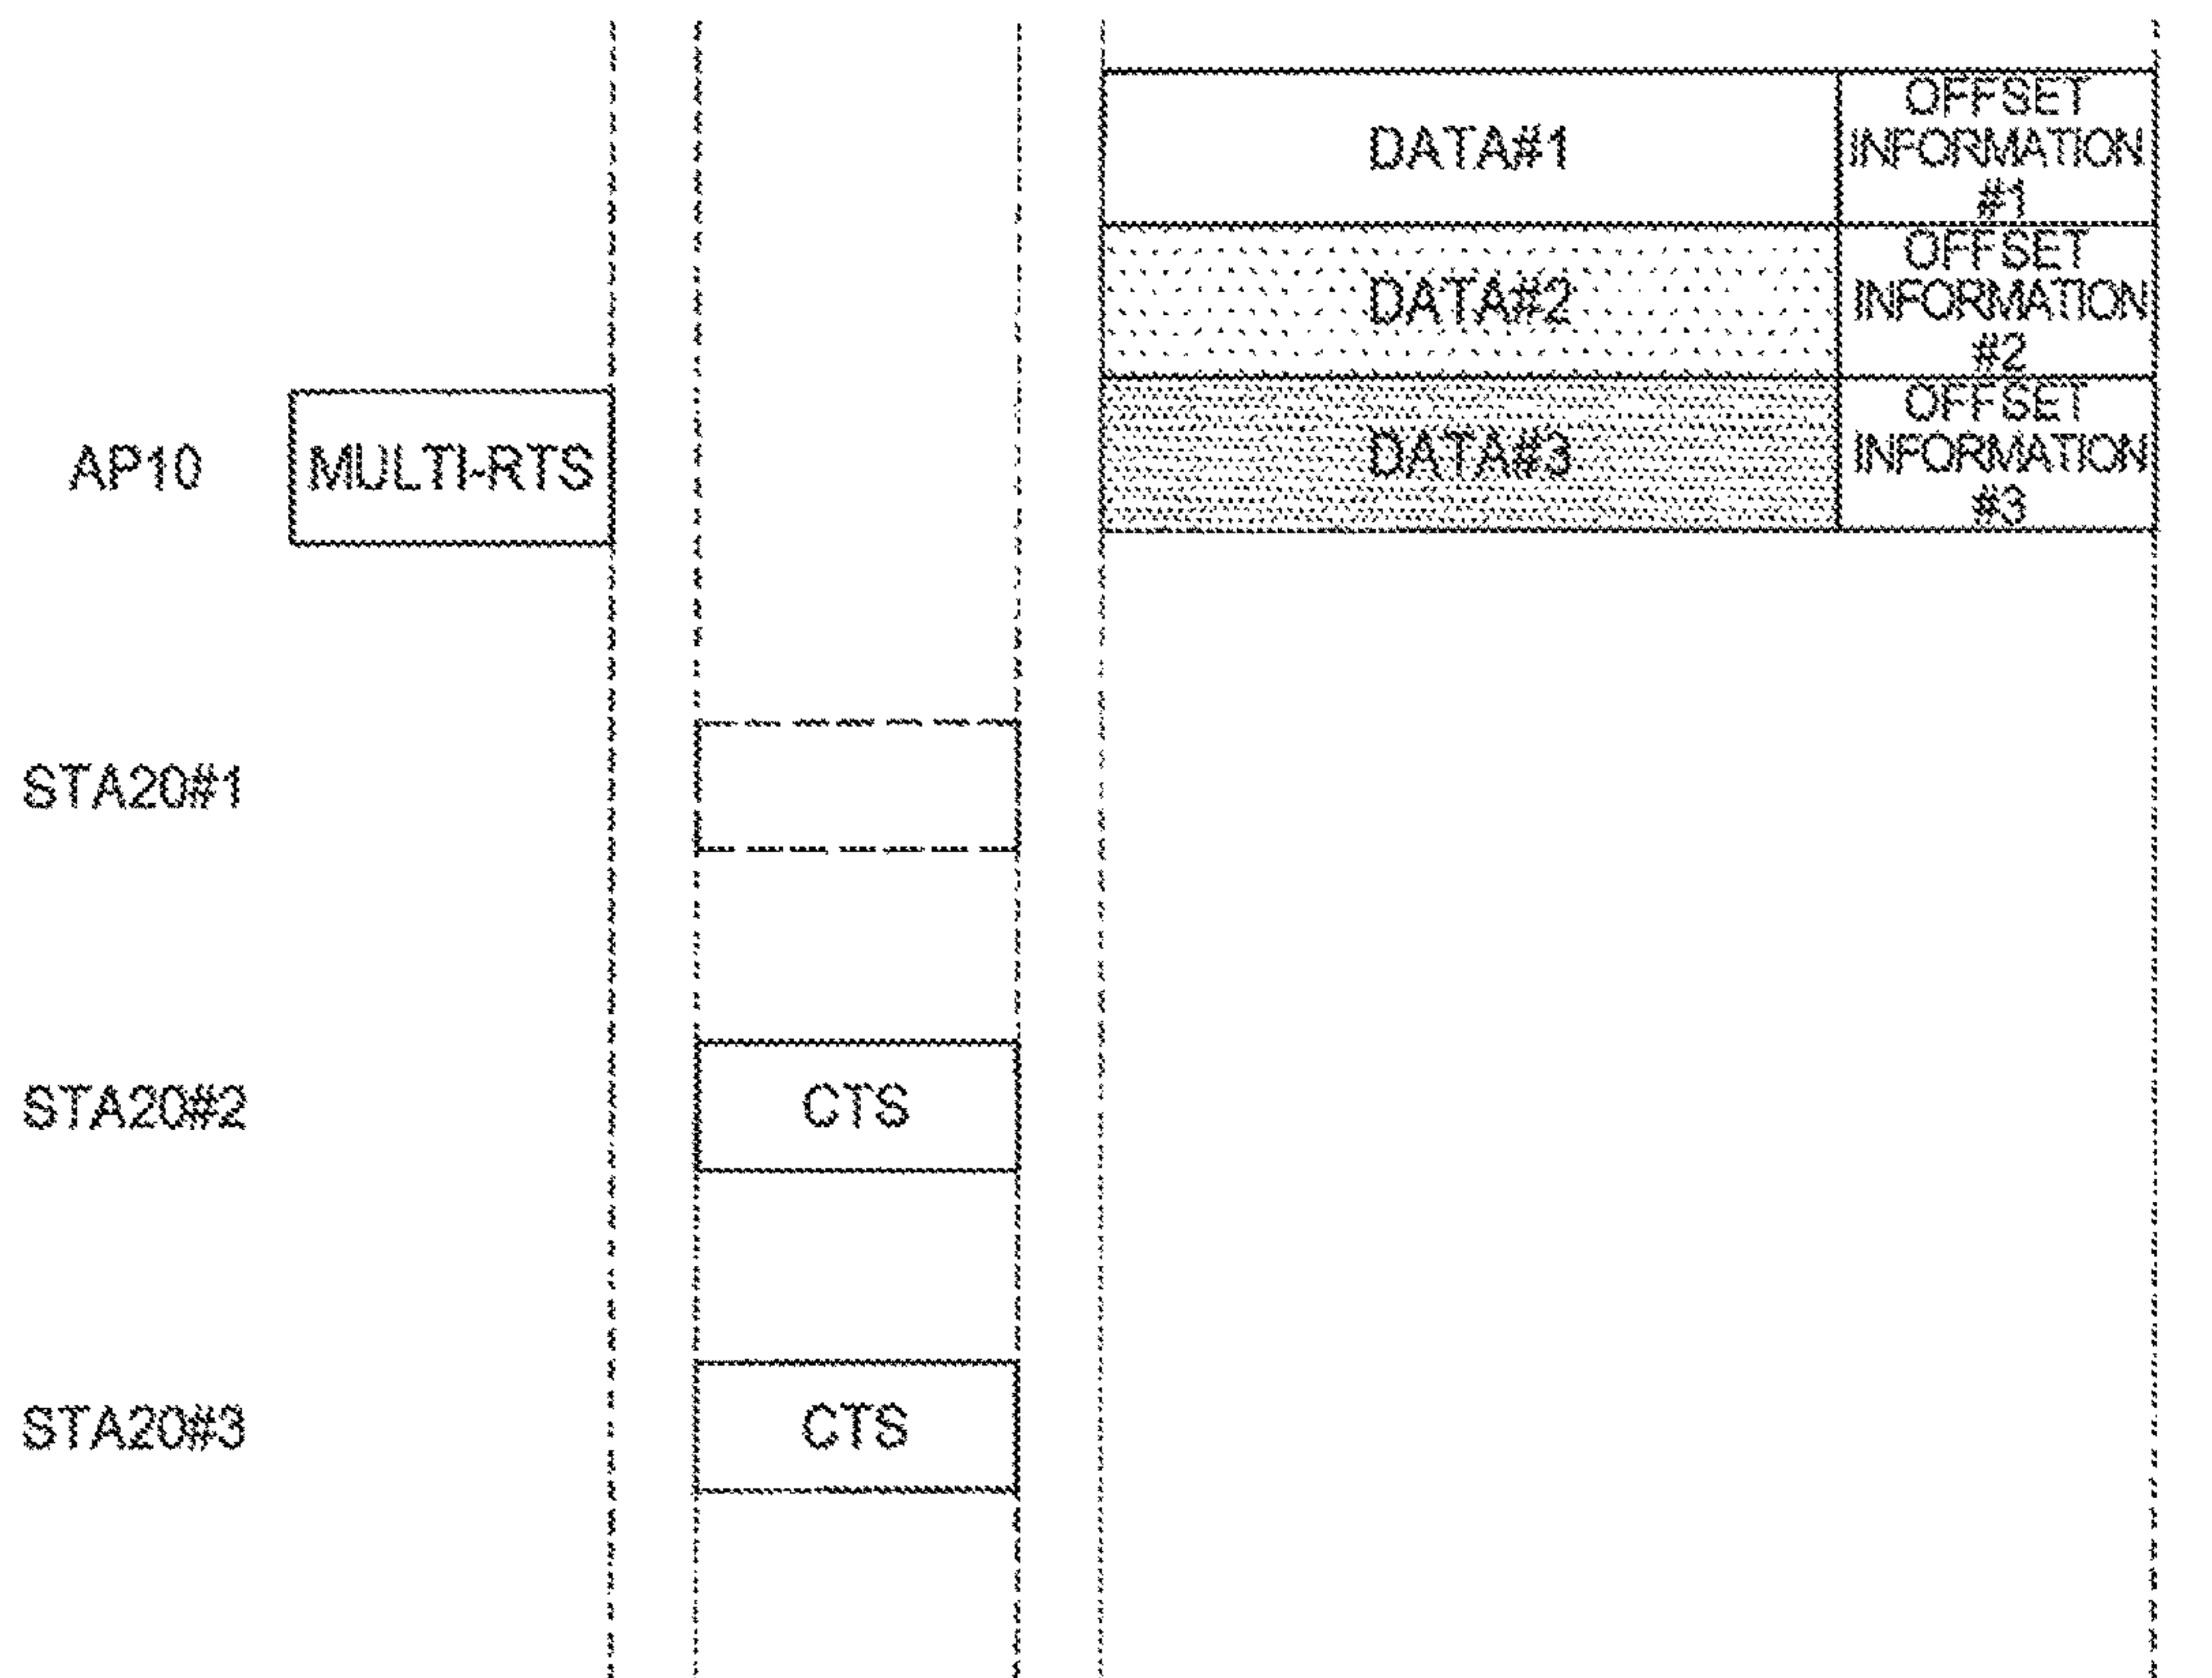 DATA#1
OFFSET
INFORMATION
#1
DATA#2
OFFSET
INFORMATION
#2
AP10
MULTI-RTS
DATA#3
OFFSET
INFORMATION
#3
STA20#1
STA20#2
CTS
STA20#3
CTS